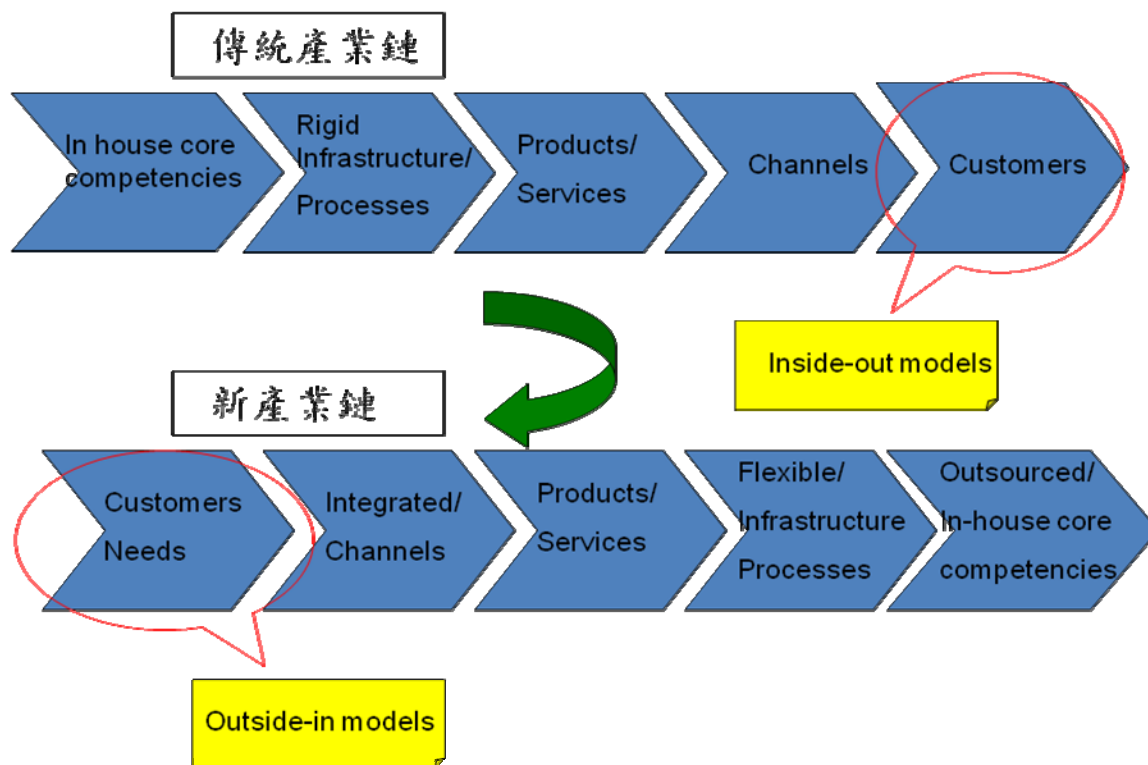 傳統產業鏈
In house core
competencies
Rigid
Infrastructure/
Processes
Products/
Services
Channels
Customers
Inside-out models
新產業鏈
Customers
Needs
Integrated/
Channels
Products/
Services
Flexible/
Infrastructure
Processes
Outsourced/
In-house core
competencies
Outside-in models